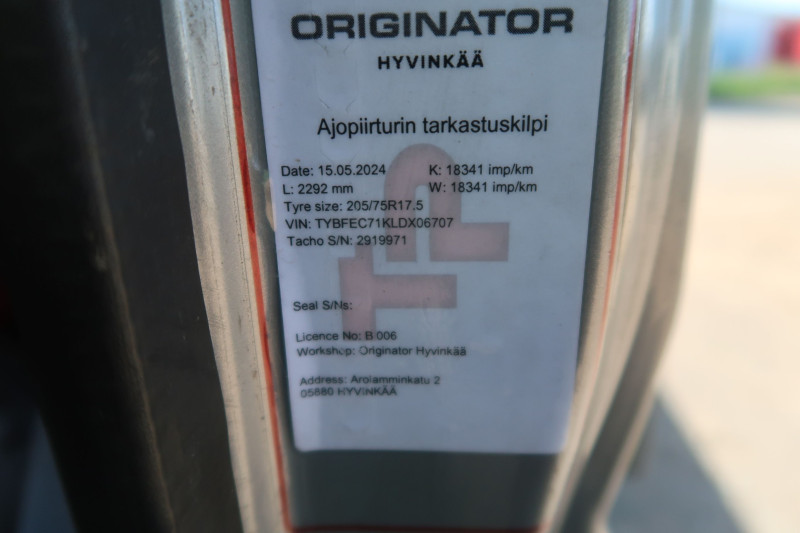 ORIGINATOR
HYVINKÄÄ
Ajopiirturin tarkastuskilpi
Date: 15.05.2024 K: 18341 imp/km
L: 2292 mm W: 18341 imp/km
Tyre size: 205/75R17.5
VIN: TYBFEC71KLDX06707
Tacho S/N: 2919971
Seal S/Ns:
Licence No: B 006
Workshop: Originator Hyvinkää
Address: Arolamminkatu 2
05880 HYVINKÄÄ